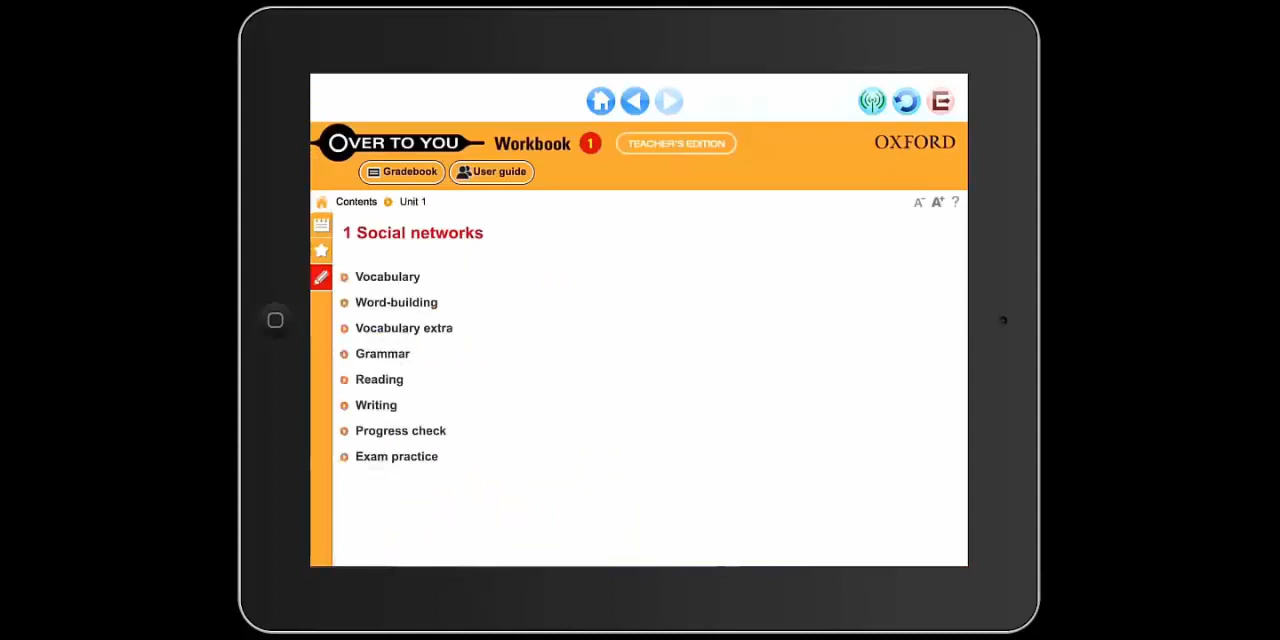 OVER TO YOU Workbook 1 TEACHER'S EDITION OXFORD
Gradebook User guide
Contents Unit 1 A- A+ ?
1 Social networks
Vocabulary
Word-building
Vocabulary extra
Grammar
Reading
Writing
Progress check
Exam practice